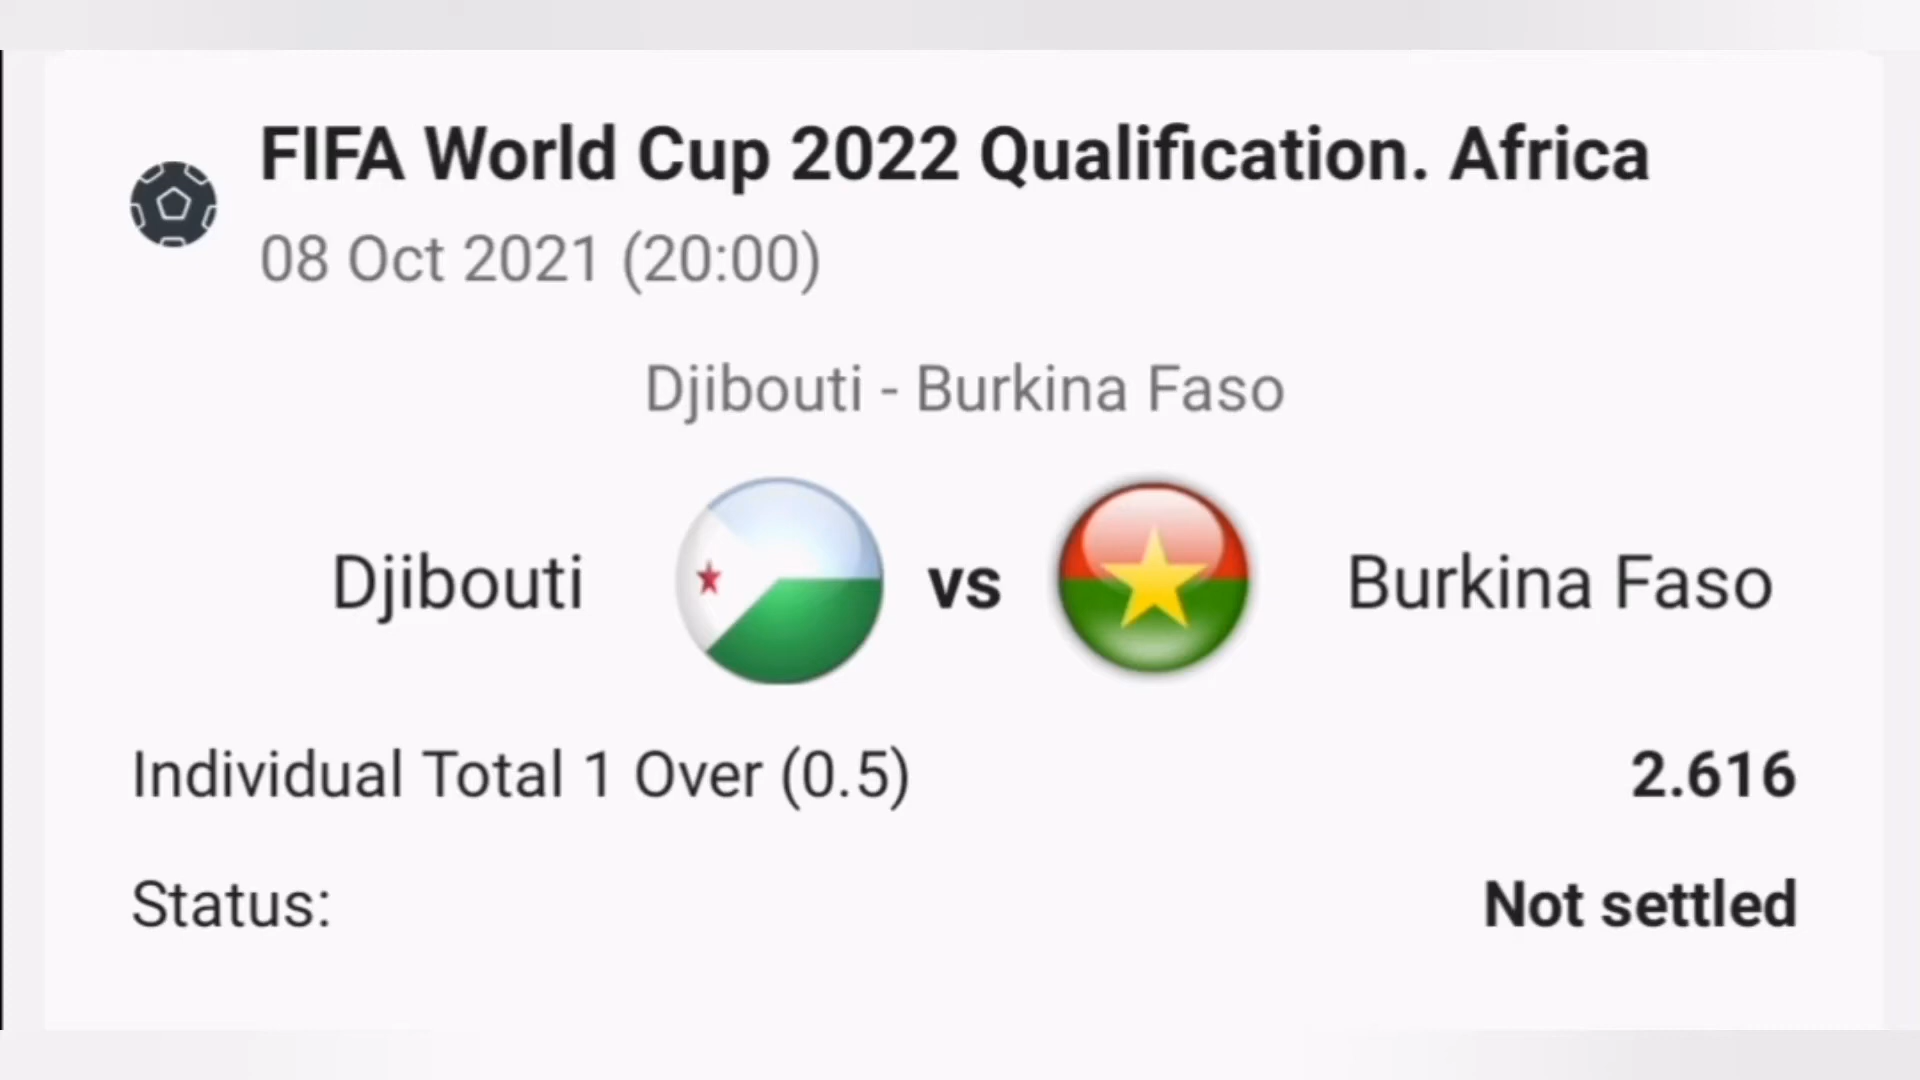 FIFA World Cup 2022 Qualification. Africa
08 Oct 2021 (20:00)
Djibouti - Burkina Faso
Djibouti vs Burkina Faso
Individual Total 1 Over (0.5) 2.616
Status: Not settled